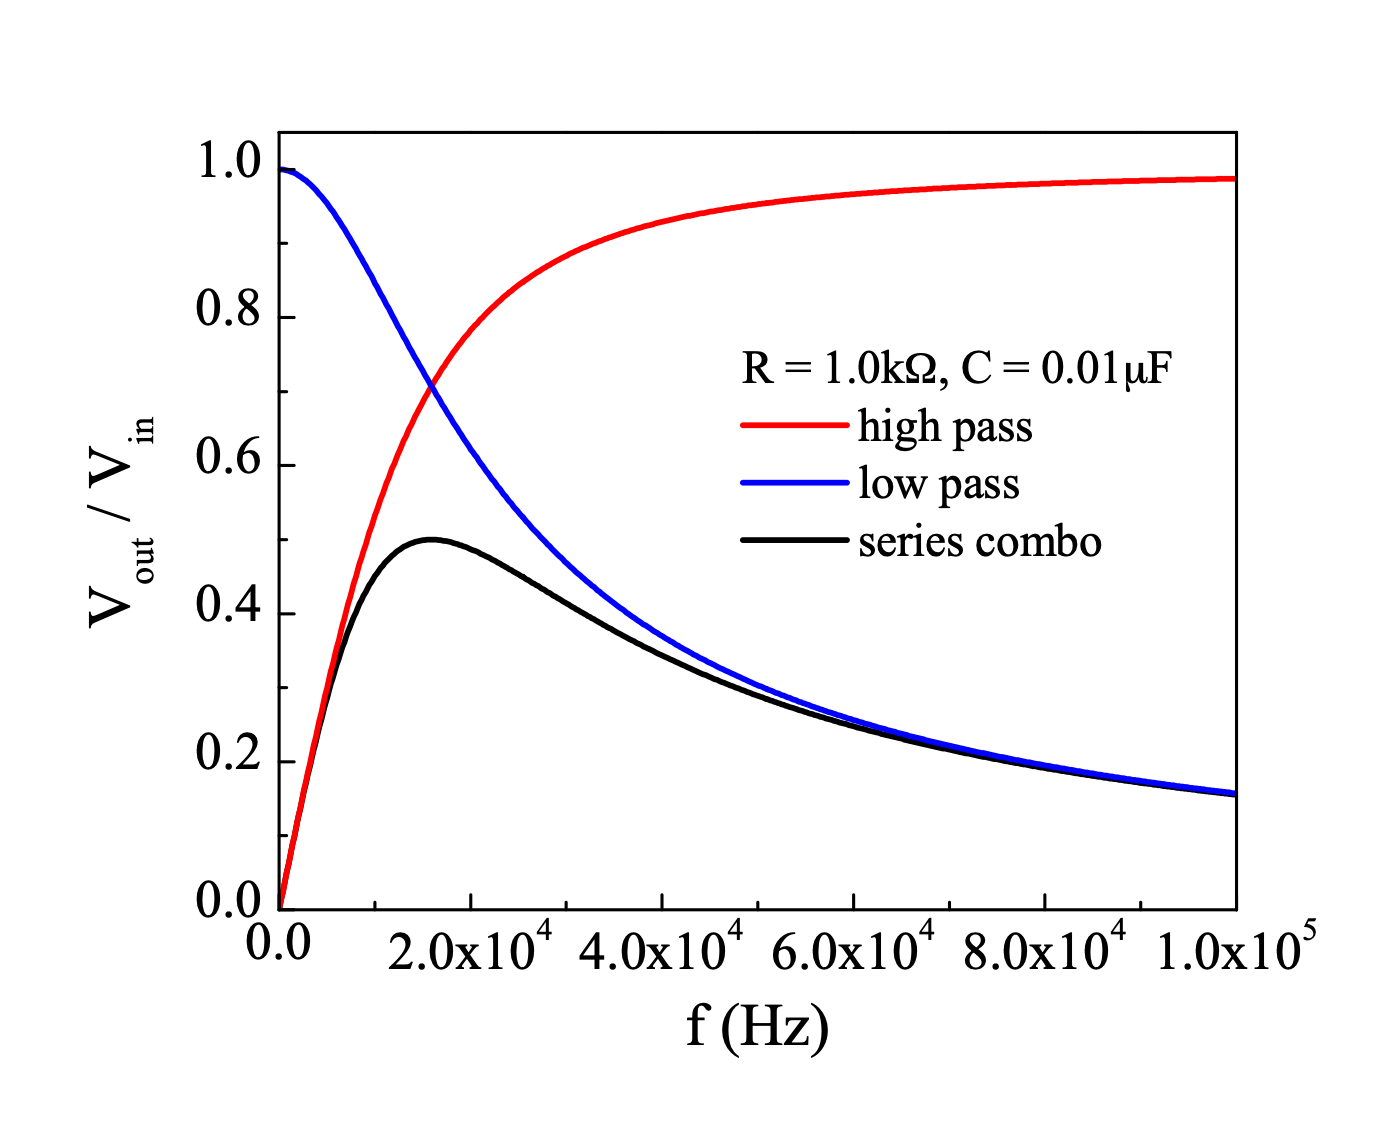 1.0
0.8
0.6
0.4
0.2
0.0
V_out / V_in
R = 1.0kΩ, C = 0.01μF
high pass
low pass
series combo
0.0 2.0x10^4 4.0x10^4 6.0x10^4 8.0x10^4 1.0x10^5
f (Hz)